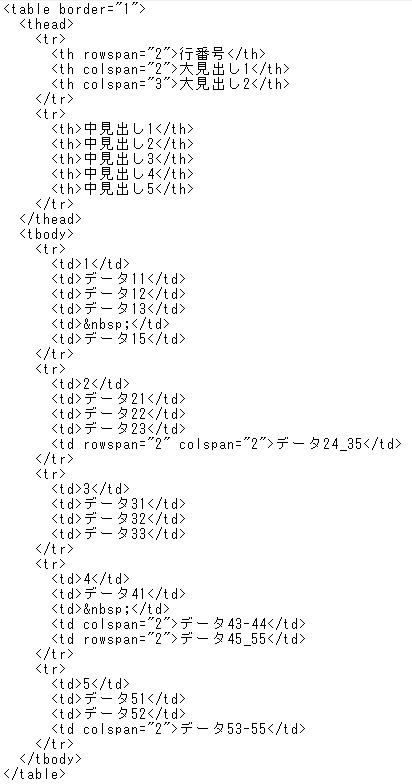 <table border="1">
  <thead>
    <tr>
      <th rowspan="2">行番号</th>
      <th colspan="2">大見出し1</th>
      <th colspan="3">大見出し2</th>
    </tr>
    <tr>
      <th>中見出し1</th>
      <th>中見出し2</th>
      <th>中見出し3</th>
      <th>中見出し4</th>
      <th>中見出し5</th>
    </tr>
  </thead>
  <tbody>
    <tr>
      <td>1</td>
      <td>データ11</td>
      <td>データ12</td>
      <td>データ13</td>
      <td>&nbsp;</td>
      <td>データ15</td>
    </tr>
    <tr>
      <td>2</td>
      <td>データ21</td>
      <td>データ22</td>
      <td>データ23</td>
      <td rowspan="2" colspan="2">データ24_35</td>
    </tr>
    <tr>
      <td>3</td>
      <td>データ31</td>
      <td>データ32</td>
      <td>データ33</td>
    </tr>
    <tr>
      <td>4</td>
      <td>データ41</td>
      <td>&nbsp;</td>
      <td colspan="2">データ43-44</td>
      <td rowspan="2">データ45_55</td>
    </tr>
    <tr>
      <td>5</td>
      <td>データ51</td>
      <td>データ52</td>
      <td colspan="2">データ53-55</td>
    </tr>
  </tbody>
</table>